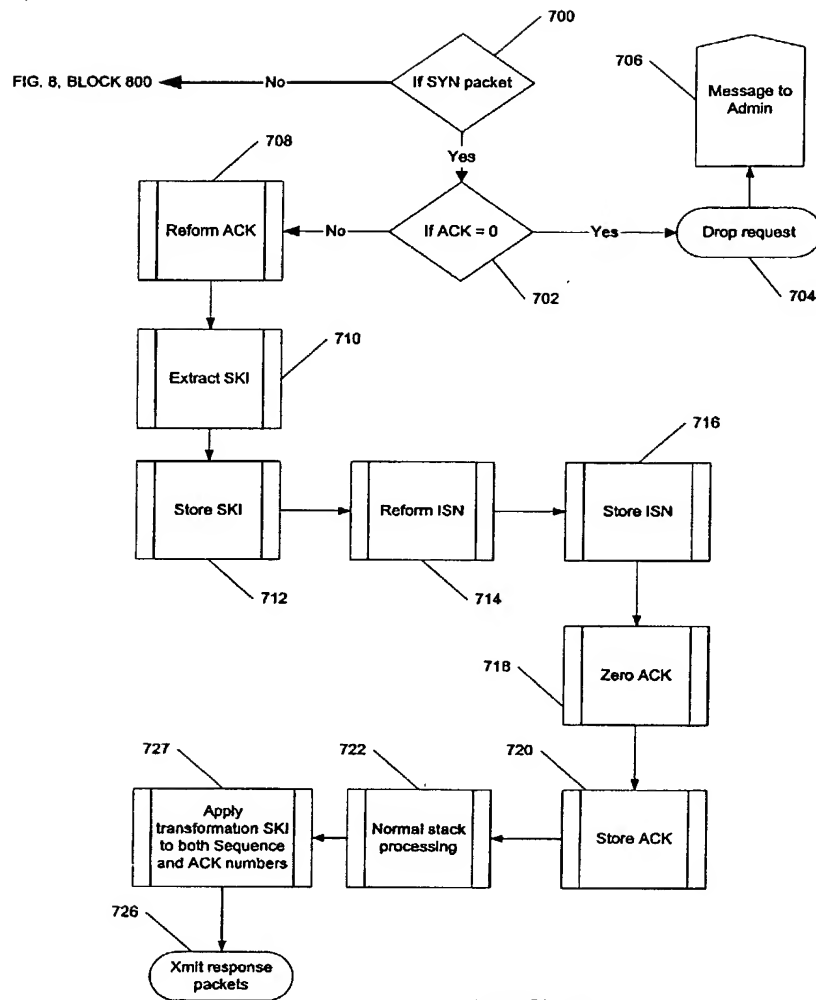 700
706
FIG. 8, BLOCK 800
No
If SYN packet
Message to
Admin
708
Yes
Reform ACK
No
If ACK = 0
Yes
Drop request
702
704
710
Extract SKI
716
Store SKI
Reform ISN
Store ISN
712
714
718
Zero ACK
727
722
720
Apply
transformation SKI
to both Sequence
and ACK numbers
Normal stack
processing
Store ACK
726
Xmit response
packets